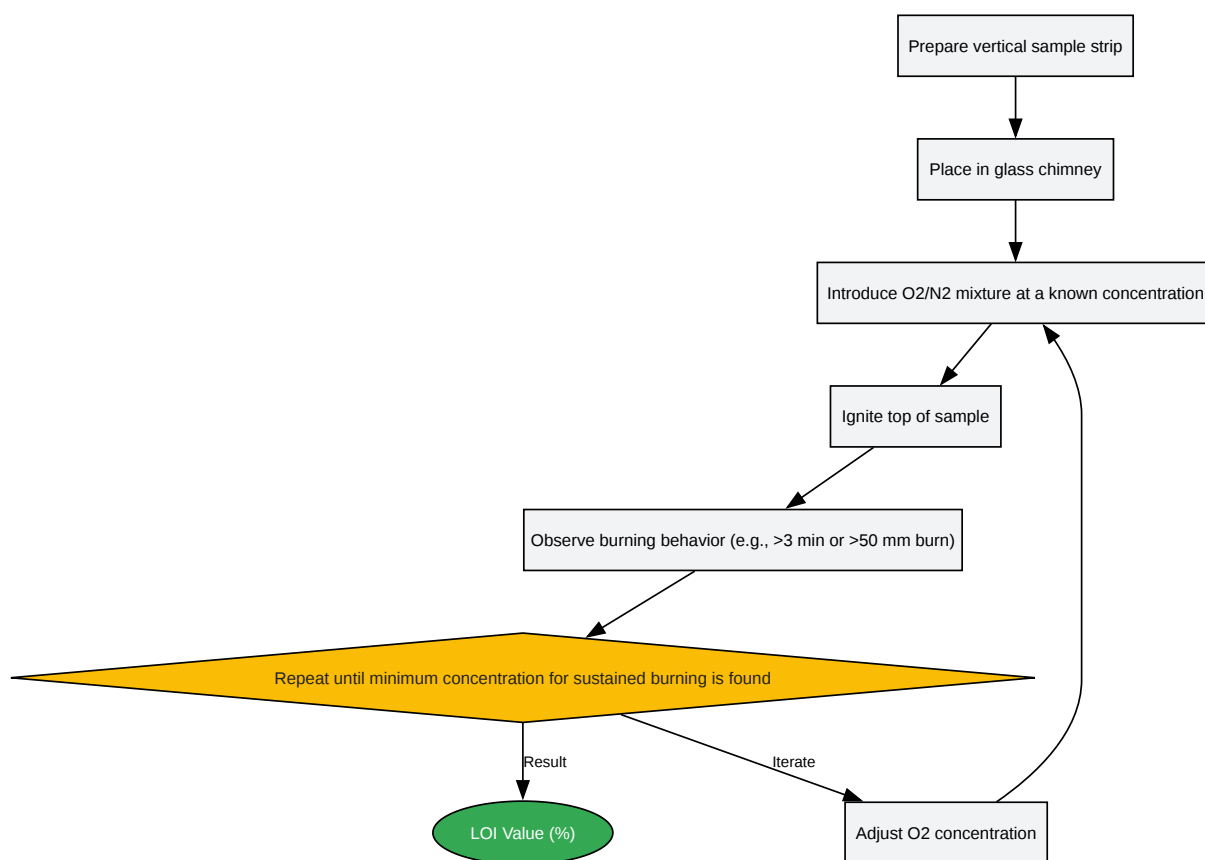 Prepare vertical sample strip
Place in glass chimney
Introduce O2/N2 mixture at a known concentration
Ignite top of sample
Observe burning behavior (e.g., >3 min or >50 mm burn)
Repeat until minimum concentration for sustained burning is found
Result
Iterate
LOI Value (%)
Adjust O2 concentration